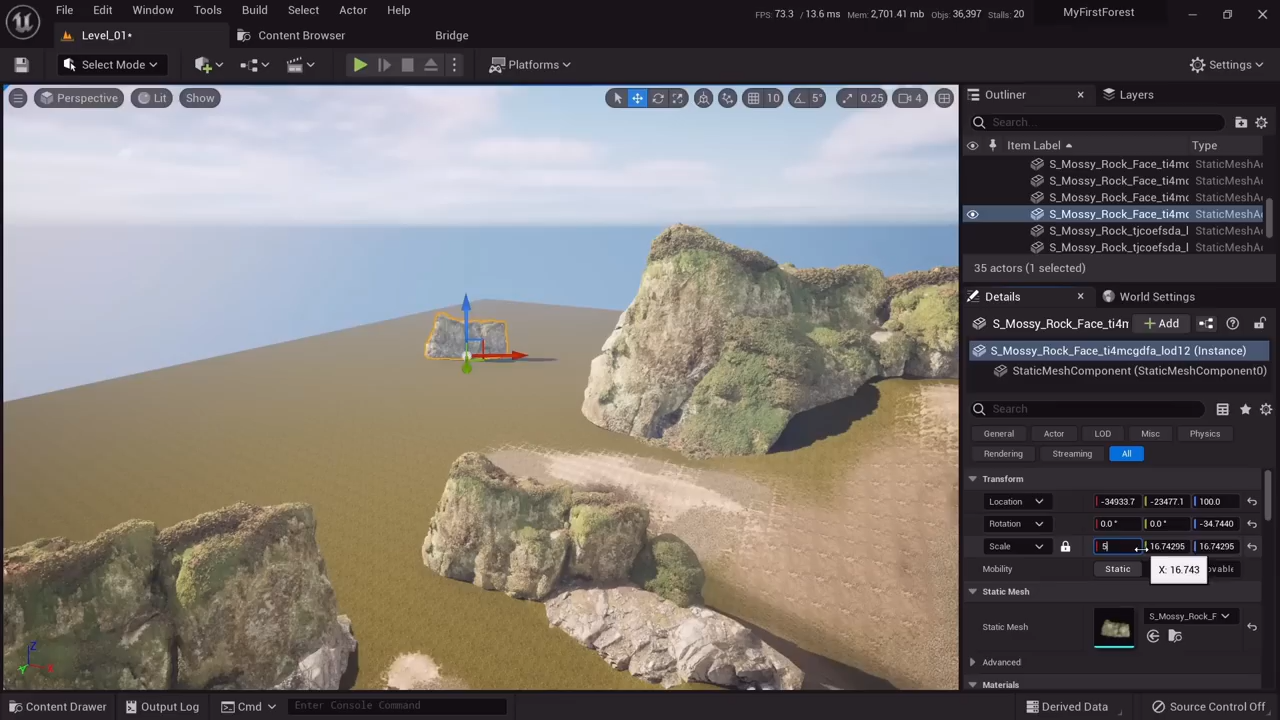 File Edit Window Tools Build Select Actor Help
FPS: 73.3 / 13.6 ms Mem: 2,701.41 mb Objs: 36,397 Stalls: 20
MyFirstForest
Level_01•
Content Browser
Bridge
Select Mode
Platforms
Settings
Perspective
Lit
Show
10
5°
0.25
4
Outliner
Layers
Search...
Item Label Type
S_Mossy_Rock_Face_ti4mc StaticMeshA
S_Mossy_Rock_Face_ti4mc StaticMeshA
S_Mossy_Rock_Face_ti4mc StaticMeshA
S_Mossy_Rock_Face_ti4mc StaticMeshA
S_Mossy_Rock_tjcoefsda_l StaticMeshA
S_Mossy_Rock_tjcoefsda_l StaticMeshA
35 actors (1 selected)
Details
World Settings
S_Mossy_Rock_Face_ti4m
Add
S_Mossy_Rock_Face_ti4mcgdfa_lod12 (Instance)
StaticMeshComponent (StaticMeshComponent0)
Search
General Actor LOD Misc Physics
Rendering Streaming All
Transform
Location -34933.7 -23477.1 100.0
Rotation 0.0 ° 0.0 ° -34.7440
Scale 5 16.74295 16.74295
Mobility Static ovable
X: 16.743
Static Mesh
Static Mesh S_Mossy_Rock_F
Advanced
Materials
Z
Content Drawer
Output Log
Cmd
Enter Console Command
Derived Data
Source Control Off